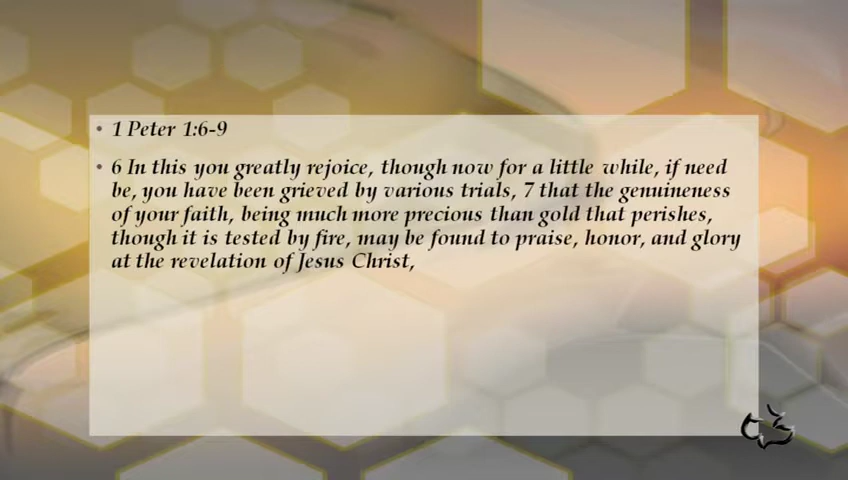 • 1 Peter 1:6-9
• 6 In this you greatly rejoice, though now for a little while, if need
be, you have been grieved by various trials, 7 that the genuineness
of your faith, being much more precious than gold that perishes,
though it is tested by fire, may be found to praise, honor, and glory
at the revelation of Jesus Christ,